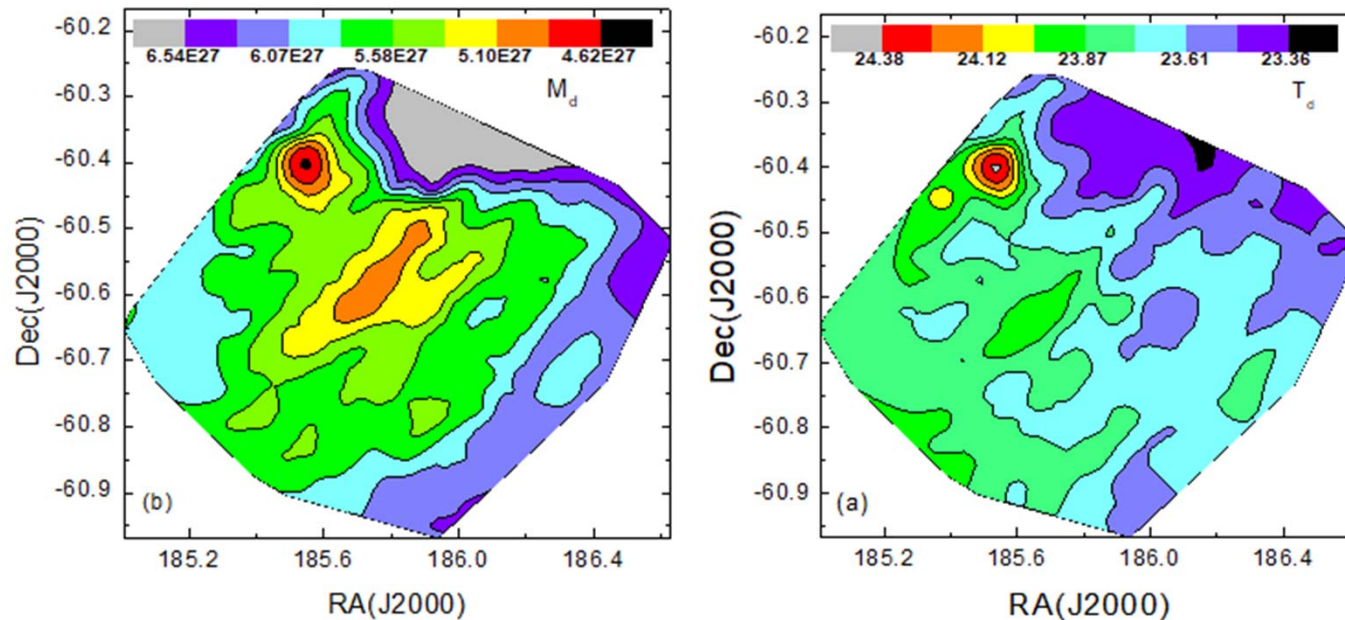 6.54E27 6.07E27 5.58E27 5.10E27 4.62E27
M_d
-60.2
-60.3
-60.4
-60.5
-60.6
-60.7
-60.8
-60.9
Dec(J2000)
(b)
185.2 185.6 186.0 186.4
RA(J2000)
24.38 24.12 23.87 23.61 23.36
T_d
-60.2
-60.3
-60.4
-60.5
-60.6
-60.7
-60.8
-60.9
Dec(J2000)
(a)
185.2 185.6 186.0 186.4
RA(J2000)